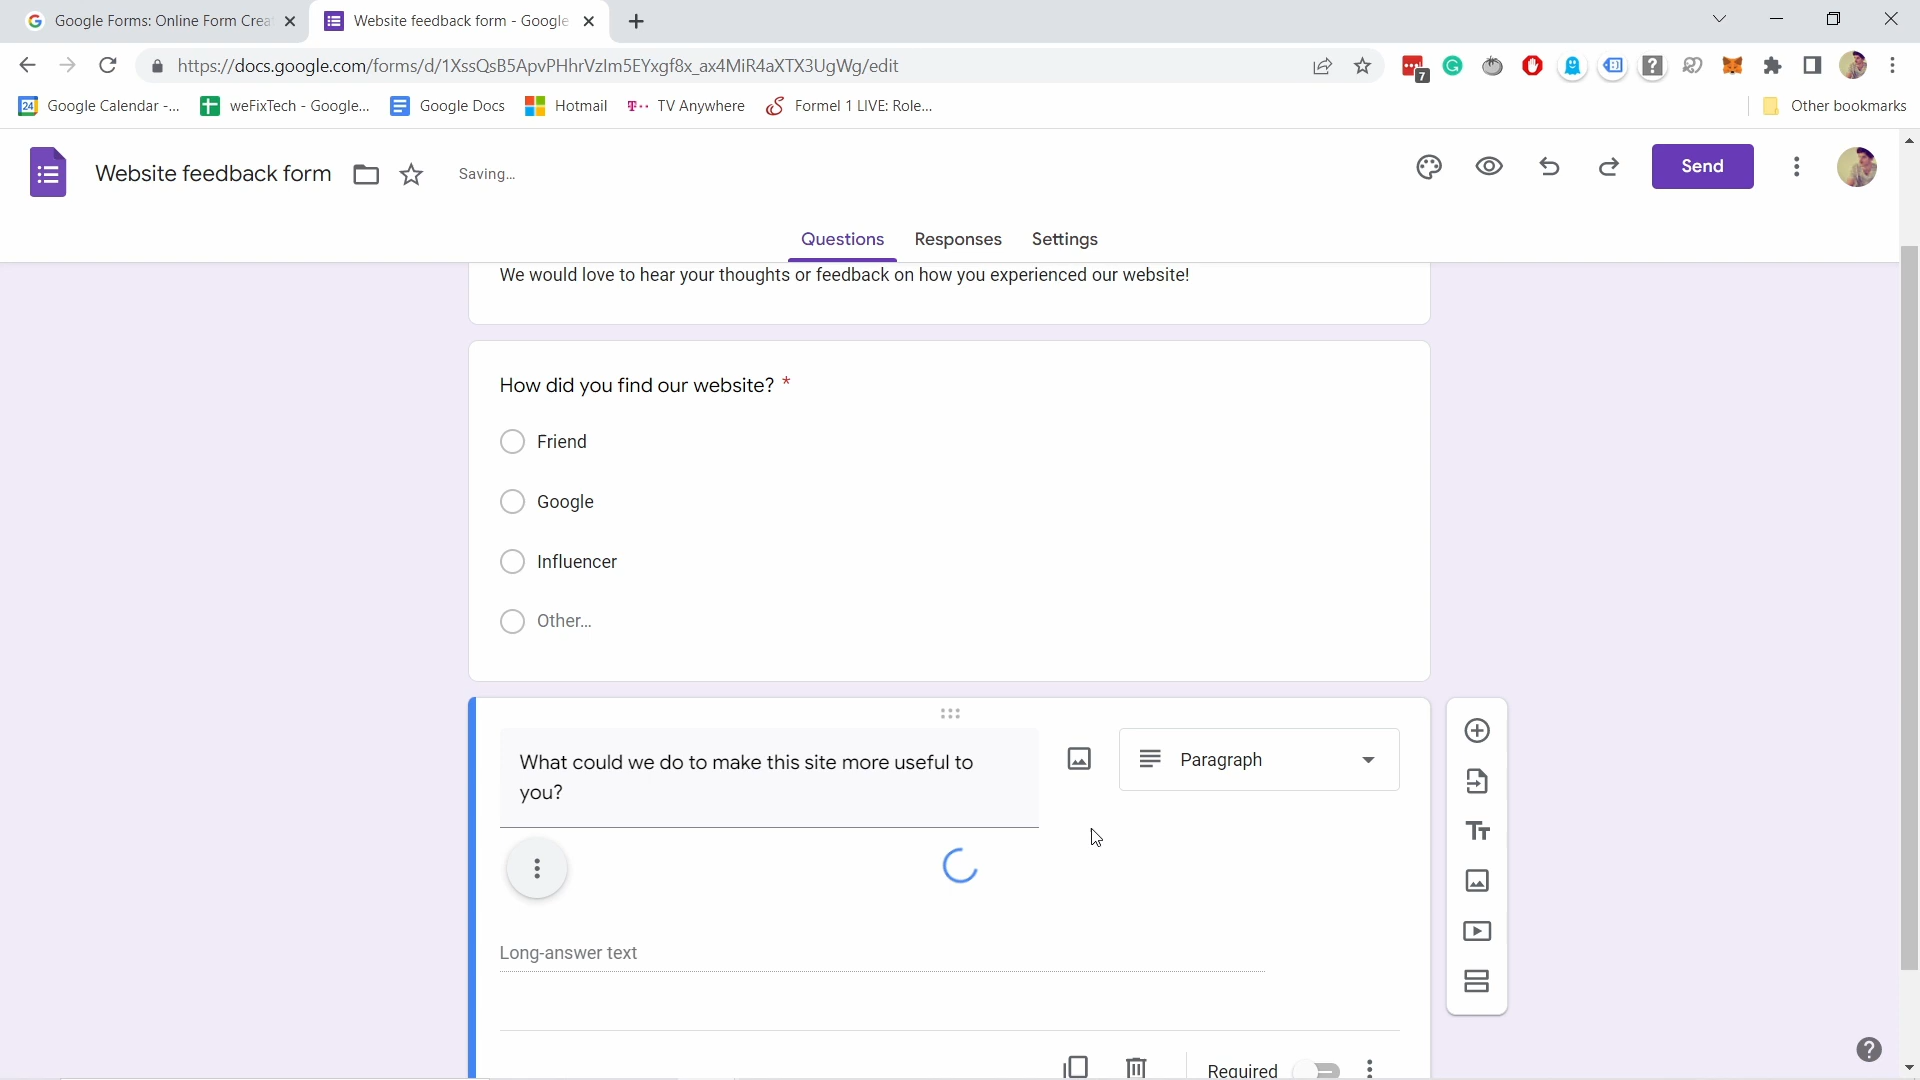 Google Forms: Online Form Crea
Website feedback form - Google
https://docs.google.com/forms/d/1XssQsB5ApvPHhrVzlm5EYxgf8x_ax4MiR4aXTX3UgWg/edit
7
24 Google Calendar -...
weFixTech - Google...
Google Docs
Hotmail
TV Anywhere
Formel 1 LIVE: Role...
Other bookmarks
Website feedback form
Saving...
Send
Questions
Responses
Settings
We would love to hear your thoughts or feedback on how you experienced our website!
How did you find our website? *
Friend
Google
Influencer
Other...
What could we do to make this site more useful to
you?
Paragraph
Long-answer text
Required